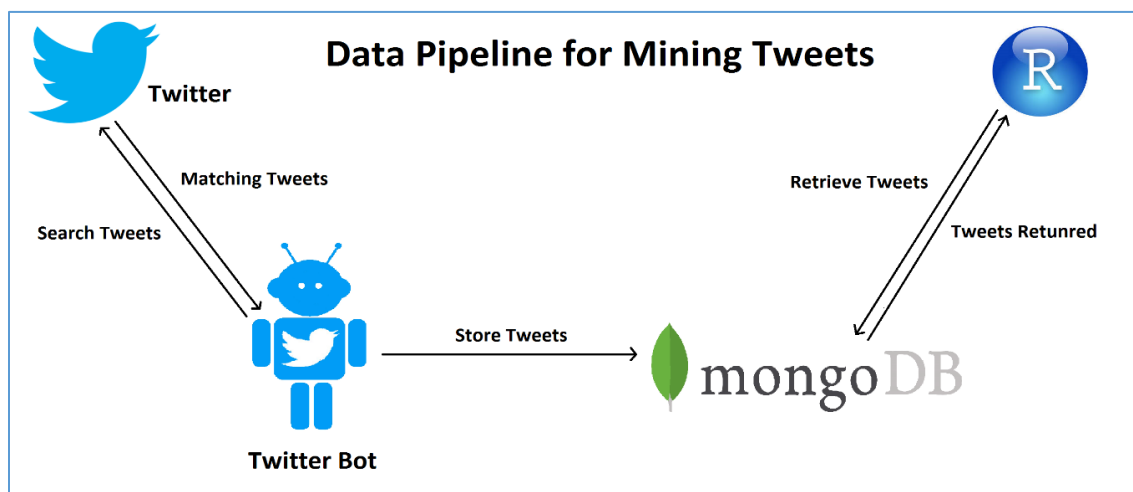 Data Pipeline for Mining Tweets
R
Twitter
Matching Tweets
Search Tweets
Retrieve Tweets
Tweets Retunred
Store Tweets
mongoDB
Twitter Bot